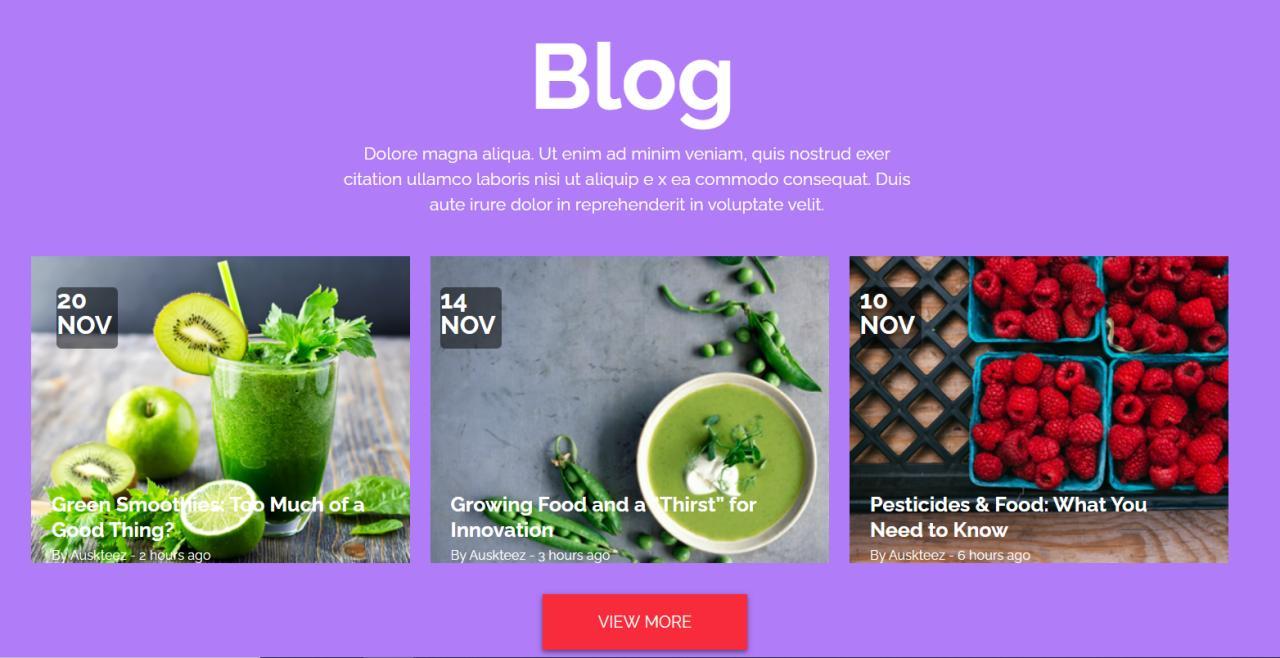 Blog
Dolore magna aliqua. Ut enim ad minim veniam, quis nostrud exer
citation ullamco laboris nisi ut aliquip e x ea commodo consequat. Duis
aute irure dolor in reprehenderit in voluptate velit.
20
NOV
Green Smoothies: Too Much of a
Good Thing?
By Auskteez - 2 hours ago
14
NOV
Growing Food and a "Thirst" for
Innovation
By Auskteez - 3 hours ago
10
NOV
Pesticides & Food: What You
Need to Know
By Auskteez - 6 hours ago
VIEW MORE